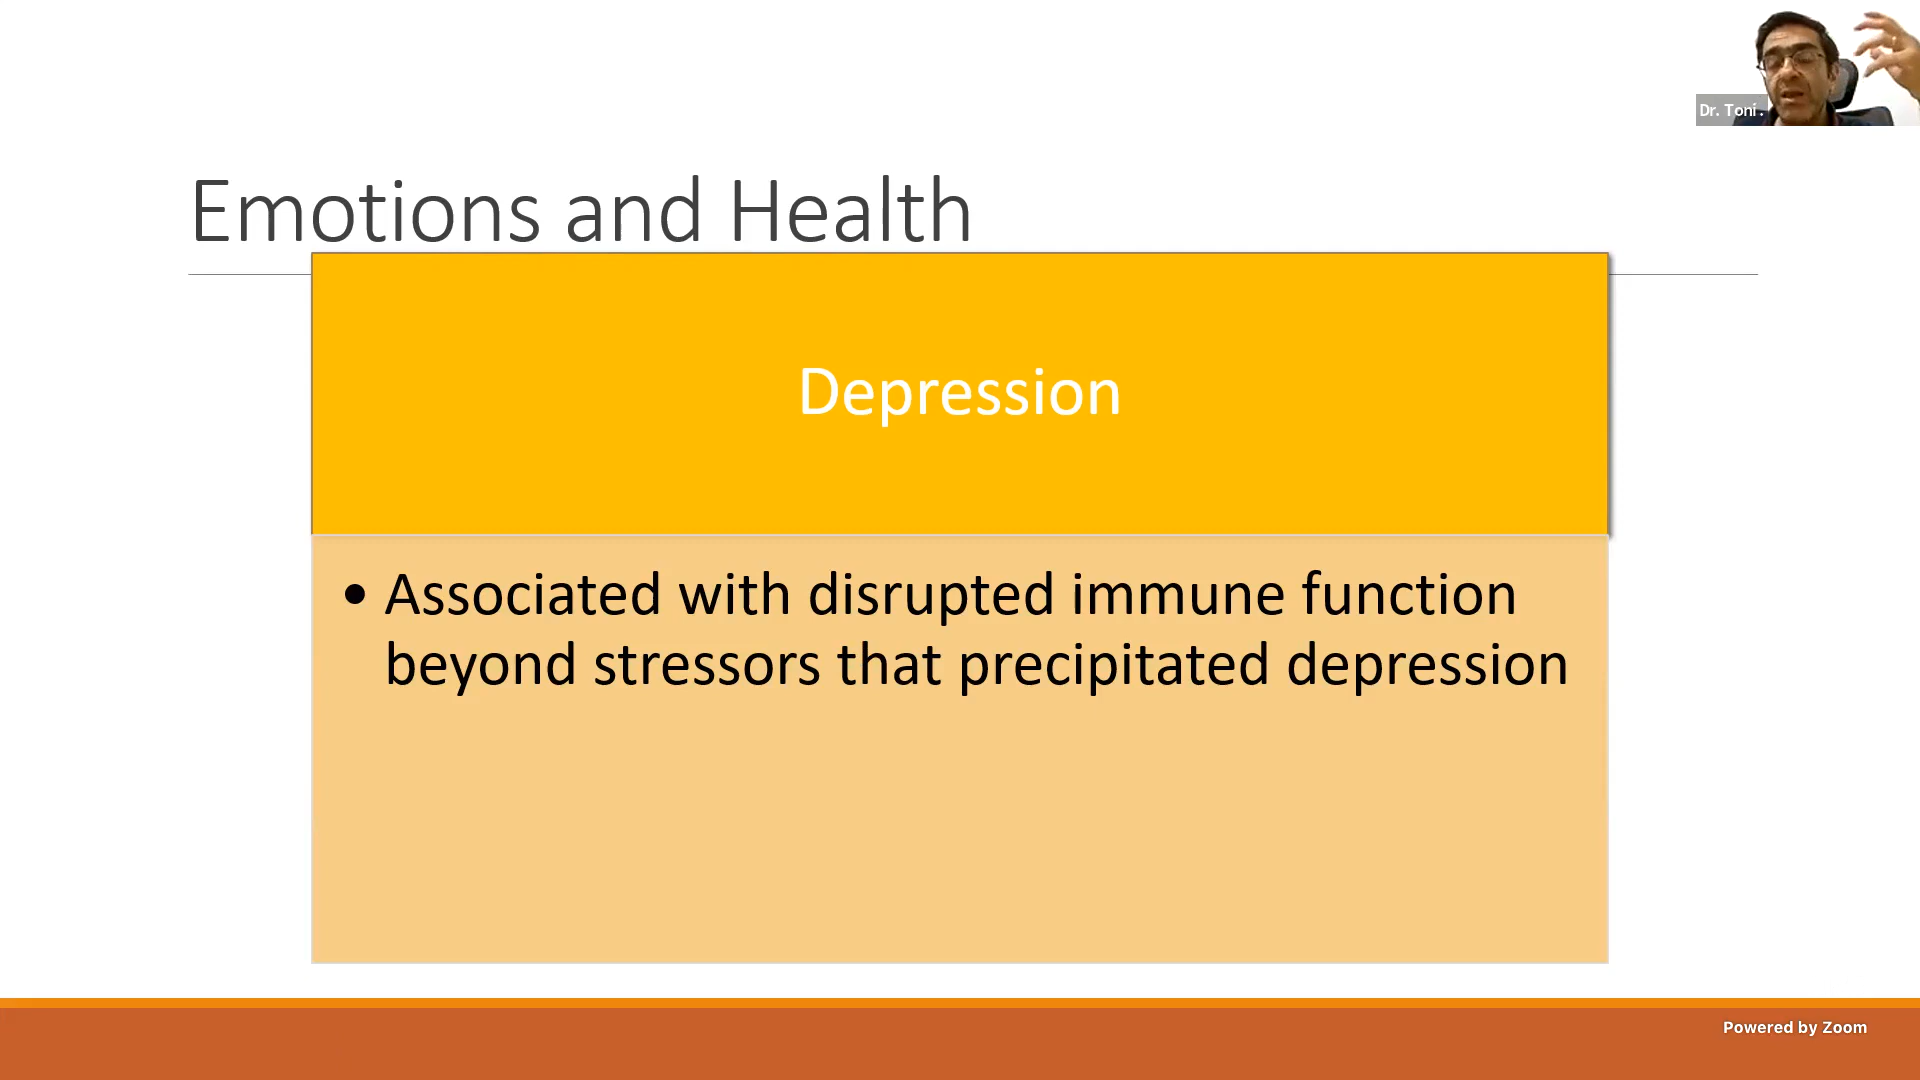 Dr. Toni .
Emotions and Health
Depression
• Associated with disrupted immune function
beyond stressors that precipitated depression
Powered by Zoom